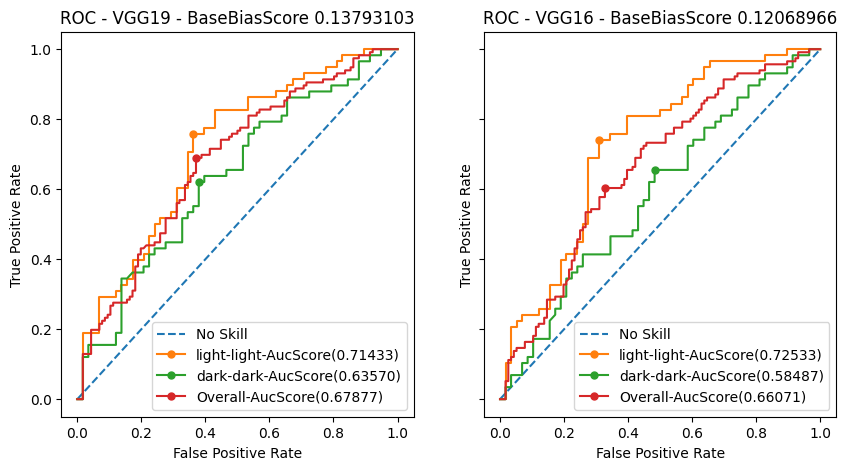 ROC - VGG19 - BaseBiasScore 0.13793103
1.0
0.8
0.6
0.4
0.2
0.0
True Positive Rate
No Skill
light-light-AucScore(0.71433)
dark-dark-AucScore(0.63570)
Overall-AucScore(0.67877)
0.0 0.2 0.4 0.6 0.8 1.0
False Positive Rate
ROC - VGG16 - BaseBiasScore 0.12068966
True Positive Rate
No Skill
light-light-AucScore(0.72533)
dark-dark-AucScore(0.58487)
Overall-AucScore(0.66071)
0.0 0.2 0.4 0.6 0.8 1.0
False Positive Rate